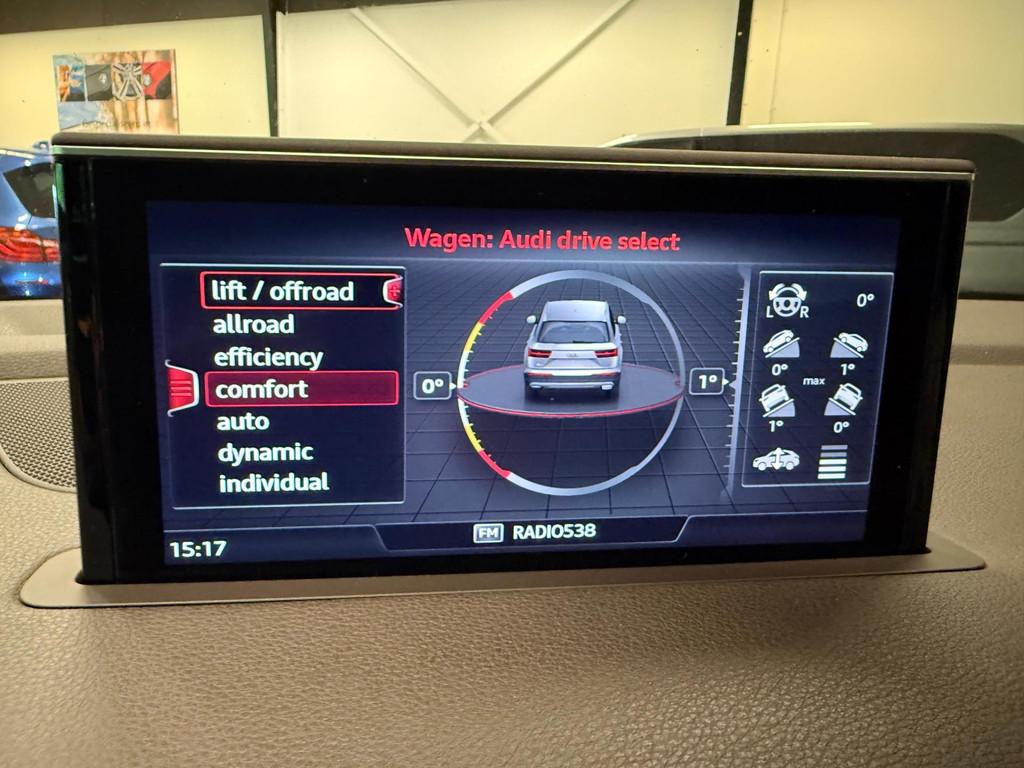 Wagen: Audi drive select
lift / offroad
allroad
efficiency
comfort
auto
dynamic
individual
0°
1°
L R
0°
0°
1°
max
1°
0°
FM RADIO538
15:17